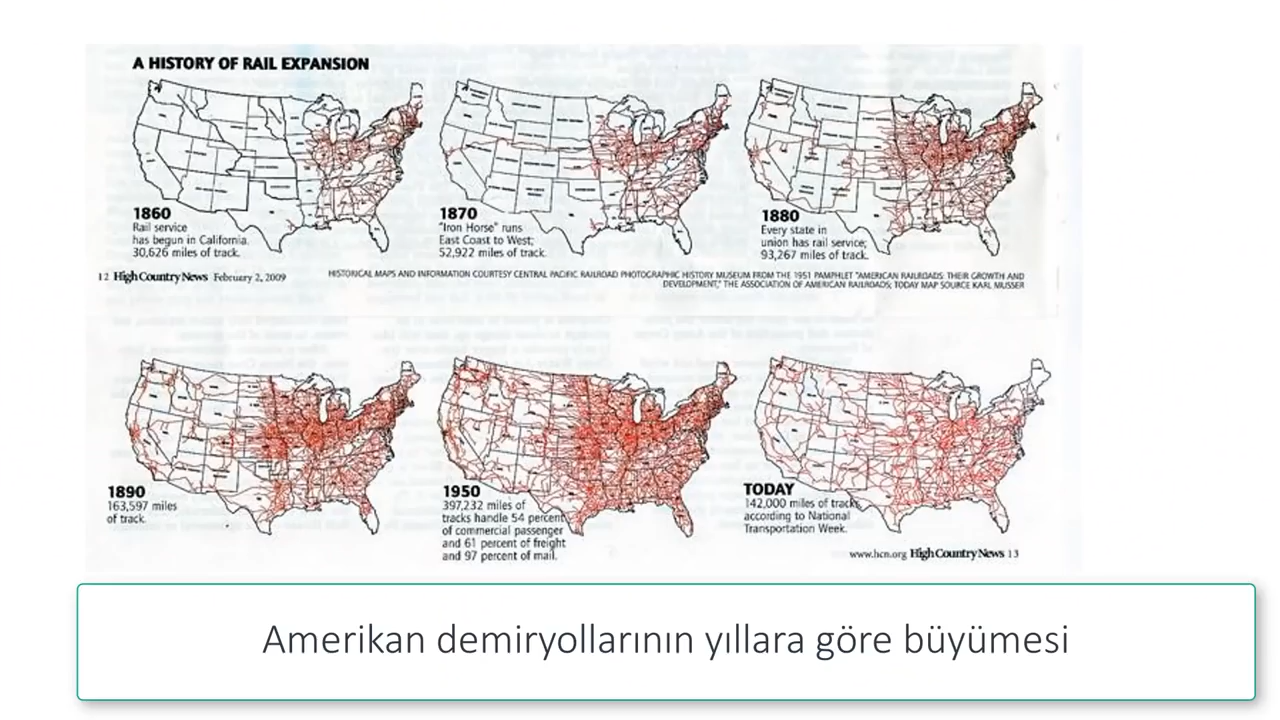 A HISTORY OF RAIL EXPANSION
1860
Rail service
has begun in California.
30,626 miles of track.
1870
"Iron Horse" runs
East Coast to West;
52,922 miles of track.
1880
Every state in
union has rail service;
93,267 miles of track.
12 High Country News February 2, 2009
HISTORICAL MAPS AND INFORMATION COURTESY CENTRAL PACIFIC RAILROAD PHOTOGRAPHIC HISTORY MUSEUM FROM THE 1951 PAMPHLET "AMERICAN RAILROADS: THEIR GROWTH AND
DEVELOPMENT," THE ASSOCIATION OF AMERICAN RAILROADS; TODAY MAP SOURCE KARL MUSSER
1890
163,597 miles
of track.
1950
397,232 miles of
tracks handle 54 percent
of commercial passenger
and 61 percent of freight
and 97 percent of mail.
TODAY
142,000 miles of track,
according to National
Transportation Week.
www.hcn.org High Country News 13
Amerikan demiryollarının yıllara göre büyümesi